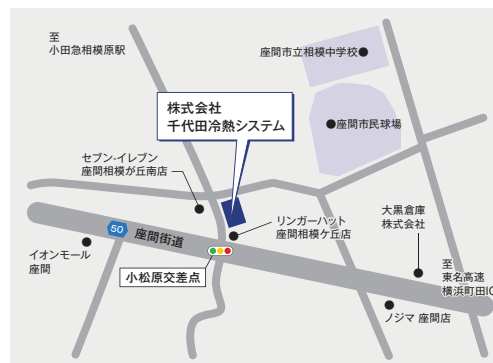 至
小田急相模原駅
座間市立相模中学校
株式会社
千代田冷熱システム
座間市民球場
セブン-イレブン
座間相模が丘南店
大黒倉庫
株式会社
リンガーハット
座間相模ケ丘店
50
座間街道
イオンモール
座間
小松原交差点
至
東名高速
横浜町田IC
ノジマ 座間店